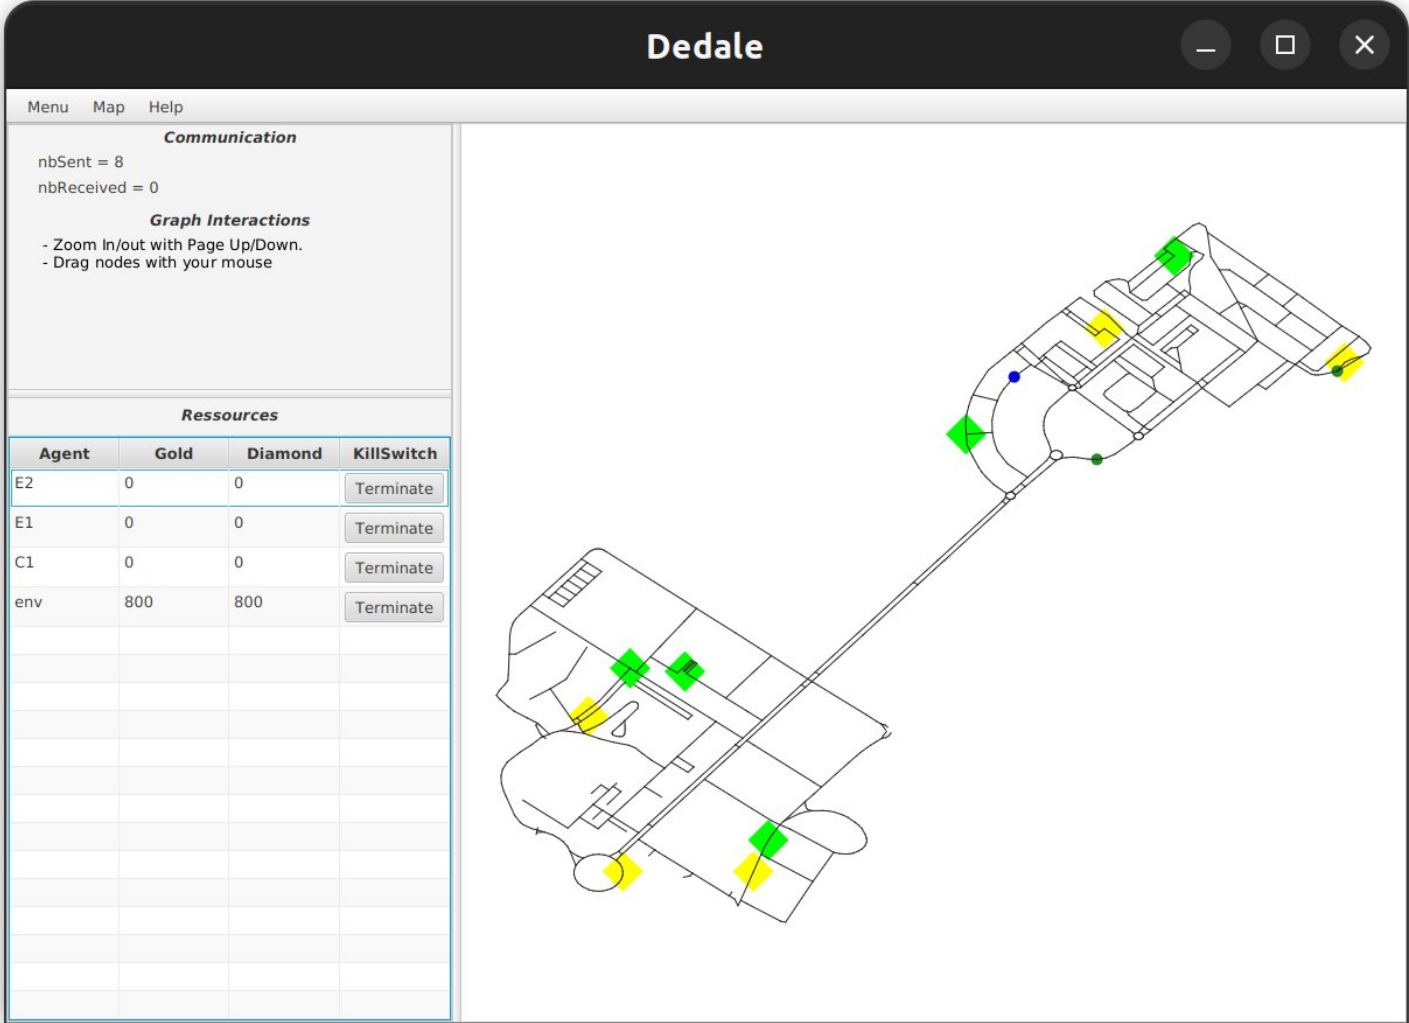 Dedale
Menu Map Help
Communication
nbSent = 8
nbReceived = 0
Graph Interactions
- Zoom In/out with Page Up/Down.
- Drag nodes with your mouse
Ressources
Agent Gold Diamond KillSwitch
E2 0 0 Terminate
E1 0 0 Terminate
C1 0 0 Terminate
env 800 800 Terminate